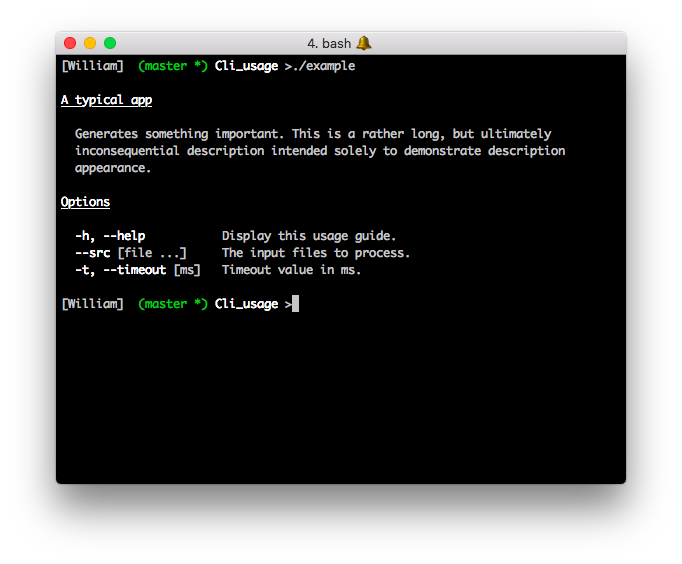 4. bash 🔔
[William] (master *) Cli_usage >./example
A typical app
Generates something important. This is a rather long, but ultimately
inconsequential description intended solely to demonstrate description
appearance.
Options
-h, --help Display this usage guide.
--src [file ...] The input files to process.
-t, --timeout [ms] Timeout value in ms.
[William] (master *) Cli_usage >